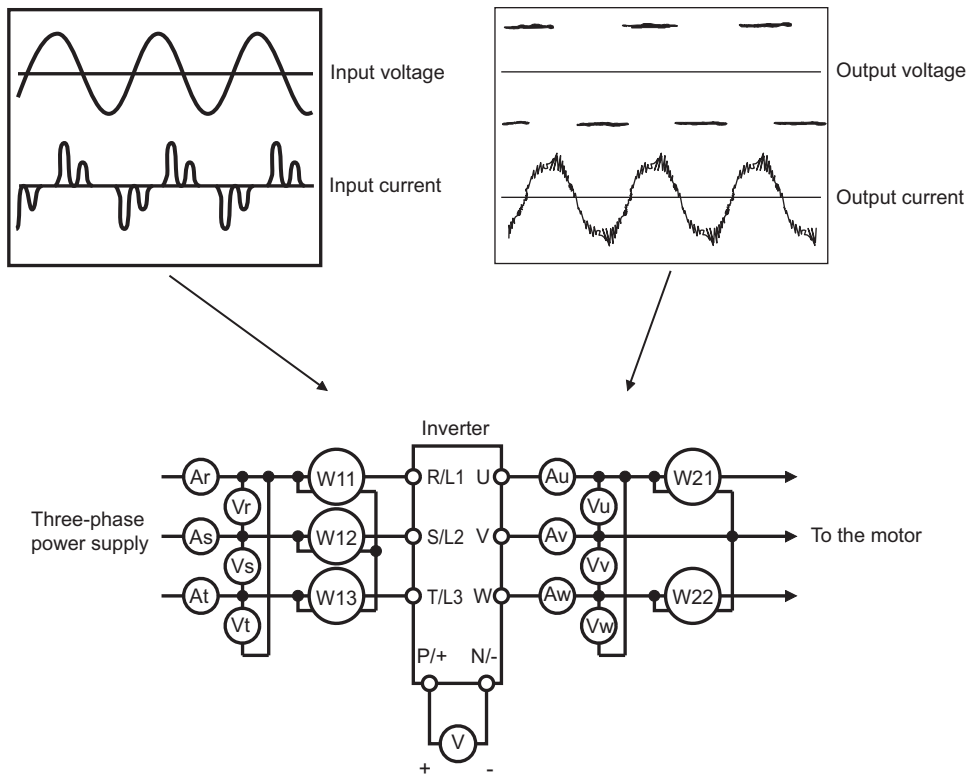 Input voltage
Input current
Output voltage
Output current
Inverter
Three-phase
power supply
Ar
As
At
Vr
Vs
Vt
W11
W12
W13
R/L1
S/L2
T/L3
U
V
W
P/+
N/-
Au
Av
Aw
Vu
Vv
Vw
W21
W22
To the motor
V
+
-